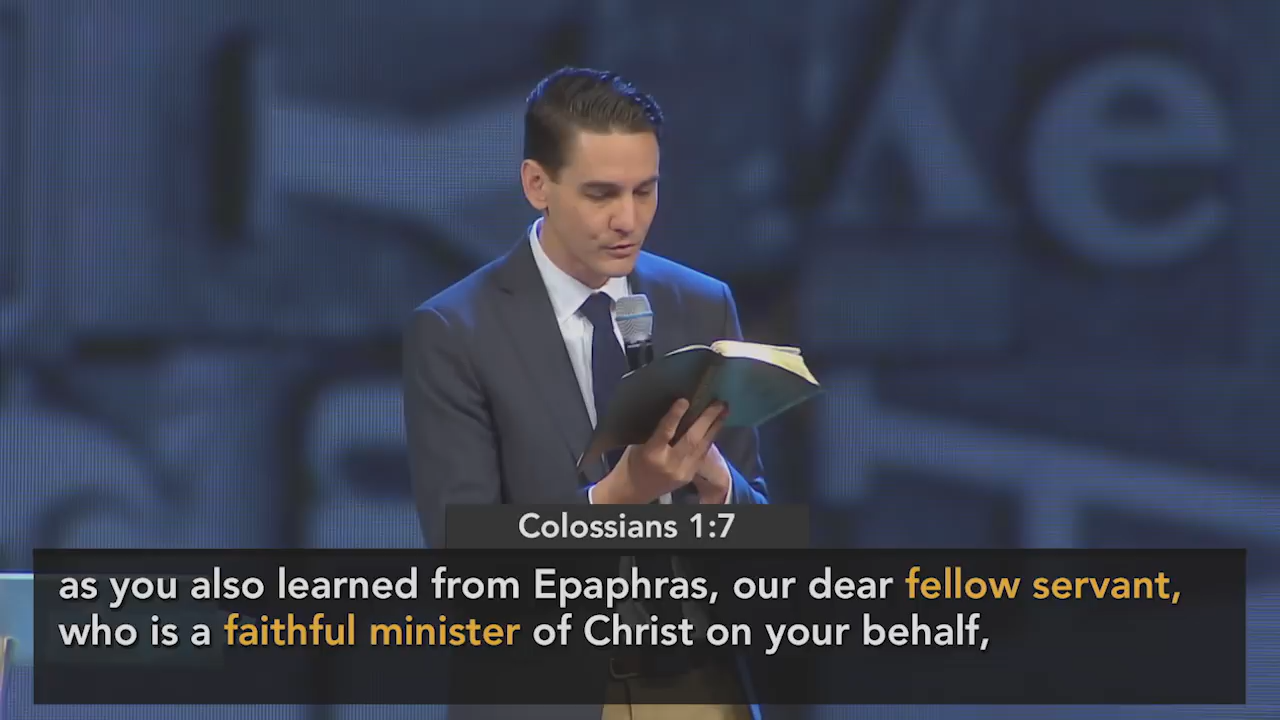 Colossians 1:7
as you also learned from Epaphras, our dear fellow servant,
who is a faithful minister of Christ on your behalf,